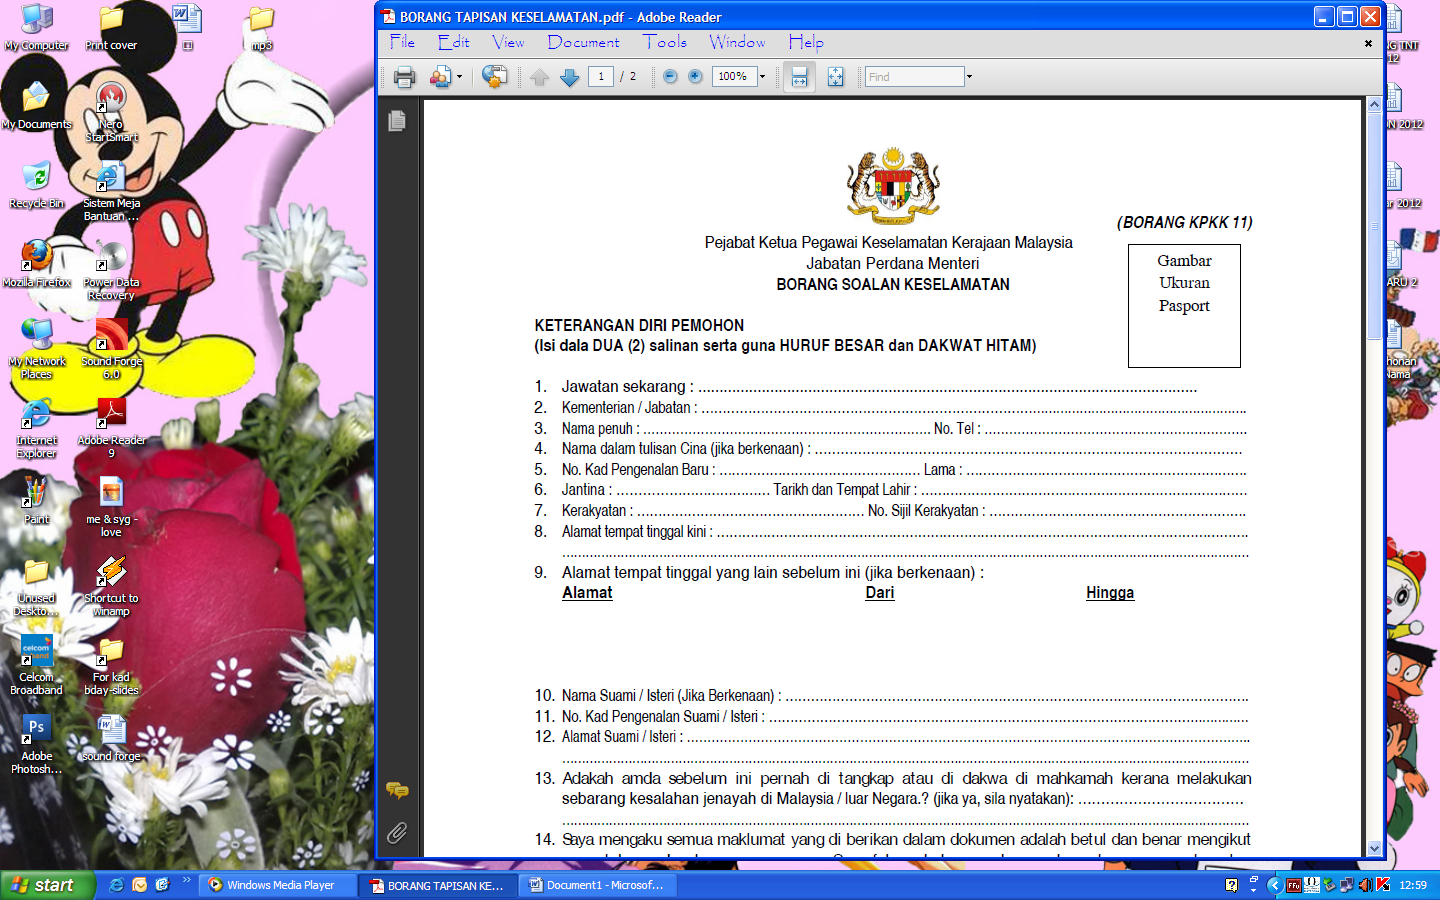 BORANG TAPISAN KESELAMATAN.pdf - Adobe Reader
File Edit View Document Tools Window Help
1 / 2 100% Find
(BORANG KPKK 11)
Pejabat Ketua Pegawai Keselamatan Kerajaan Malaysia
Jabatan Perdana Menteri
BORANG SOALAN KESELAMATAN
Gambar
Ukuran
Pasport
KETERANGAN DIRI PEMOHON
(Isi dala DUA (2) salinan serta guna HURUF BESAR dan DAKWAT HITAM)
1. Jawatan sekarang : ................................................................
2. Kementerian / Jabatan : ................................................................
3. Nama penuh : ................................ No. Tel : ................................
4. Nama dalam tulisan Cina (jika berkenaan) : ................................................
5. No. Kad Pengenalan Baru : ................................ Lama : ................................
6. Jantina : ................................ Tarikh dan Tempat Lahir : ................................
7. Kerakyatan : ................................ No. Sijil Kerakyatan : ................................
8. Alamat tempat tinggal kini : ................................................................
9. Alamat tempat tinggal yang lain sebelum ini (jika berkenaan) :
Alamat Dari Hingga
10. Nama Suami / Isteri (Jika Berkenaan) : ................................................
11. No. Kad Pengenalan Suami / Isteri : ................................................
12. Alamat Suami / Isteri : ................................................................
13. Adakah amda sebelum ini pernah di tangkap atau di dakwa di mahkamah kerana melakukan
sebarang kesalahan jenayah di Malaysia / luar Negara.? (jika ya, sila nyatakan): ................................
14. Saya mengaku semua maklumat yang di berikan dalam dokumen adalah betul dan benar mengikut
My Computer
Print cover
mp3
My Documents
Nero
StartSmart
Recycle Bin
Sistem Meja
Bantuan ...
Mozilla Firefox
Power Data
Recovery
My Network
Places
Sound Forge
6.0
Internet
Explorer
Adobe Reader
9
Paint
me & syg -
love
Unused
Deskto...
Shortcut to
winamp
Celcom
Broadband
For kad
bday-slides
Adobe
Photosh...
sound forge
2012
ARU 2
start
Windows Media Player
BORANG TAPISAN KE...
Document1 - Microsof...
12:59